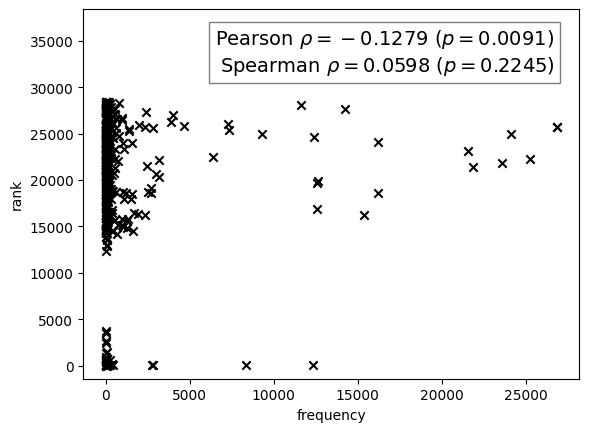 Pearson ρ = −0.1279 (p = 0.0091)
Spearman ρ = 0.0598 (p = 0.2245)
35000
30000
25000
20000
15000
10000
5000
0
rank
0 5000 10000 15000 20000 25000
frequency